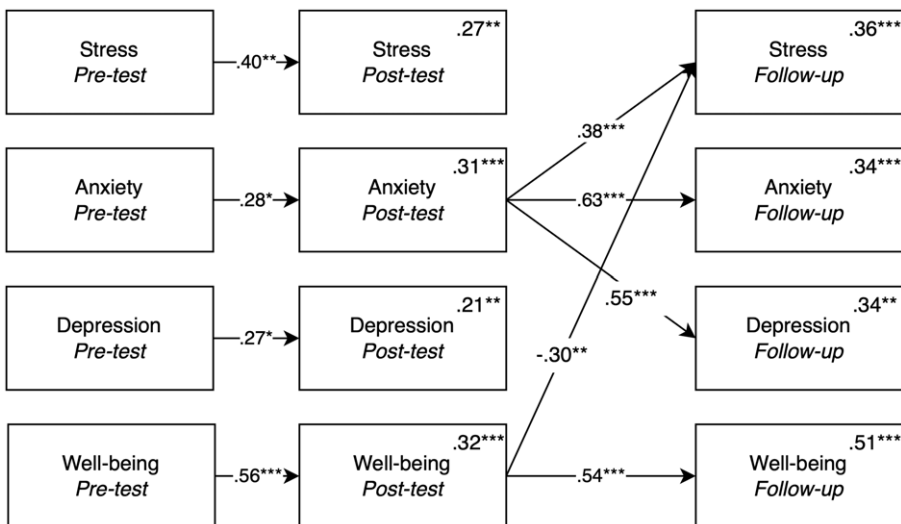 Stress
Pre-test
.40**
.27**
Stress
Post-test
.36***
Stress
Follow-up
.38***
Anxiety
Pre-test
.28*
.31***
Anxiety
Post-test
.63***
.34***
Anxiety
Follow-up
.55***
Depression
Pre-test
.27*
.21**
Depression
Post-test
-.30**
.34**
Depression
Follow-up
Well-being
Pre-test
.56***
.32***
Well-being
Post-test
.54***
.51***
Well-being
Follow-up